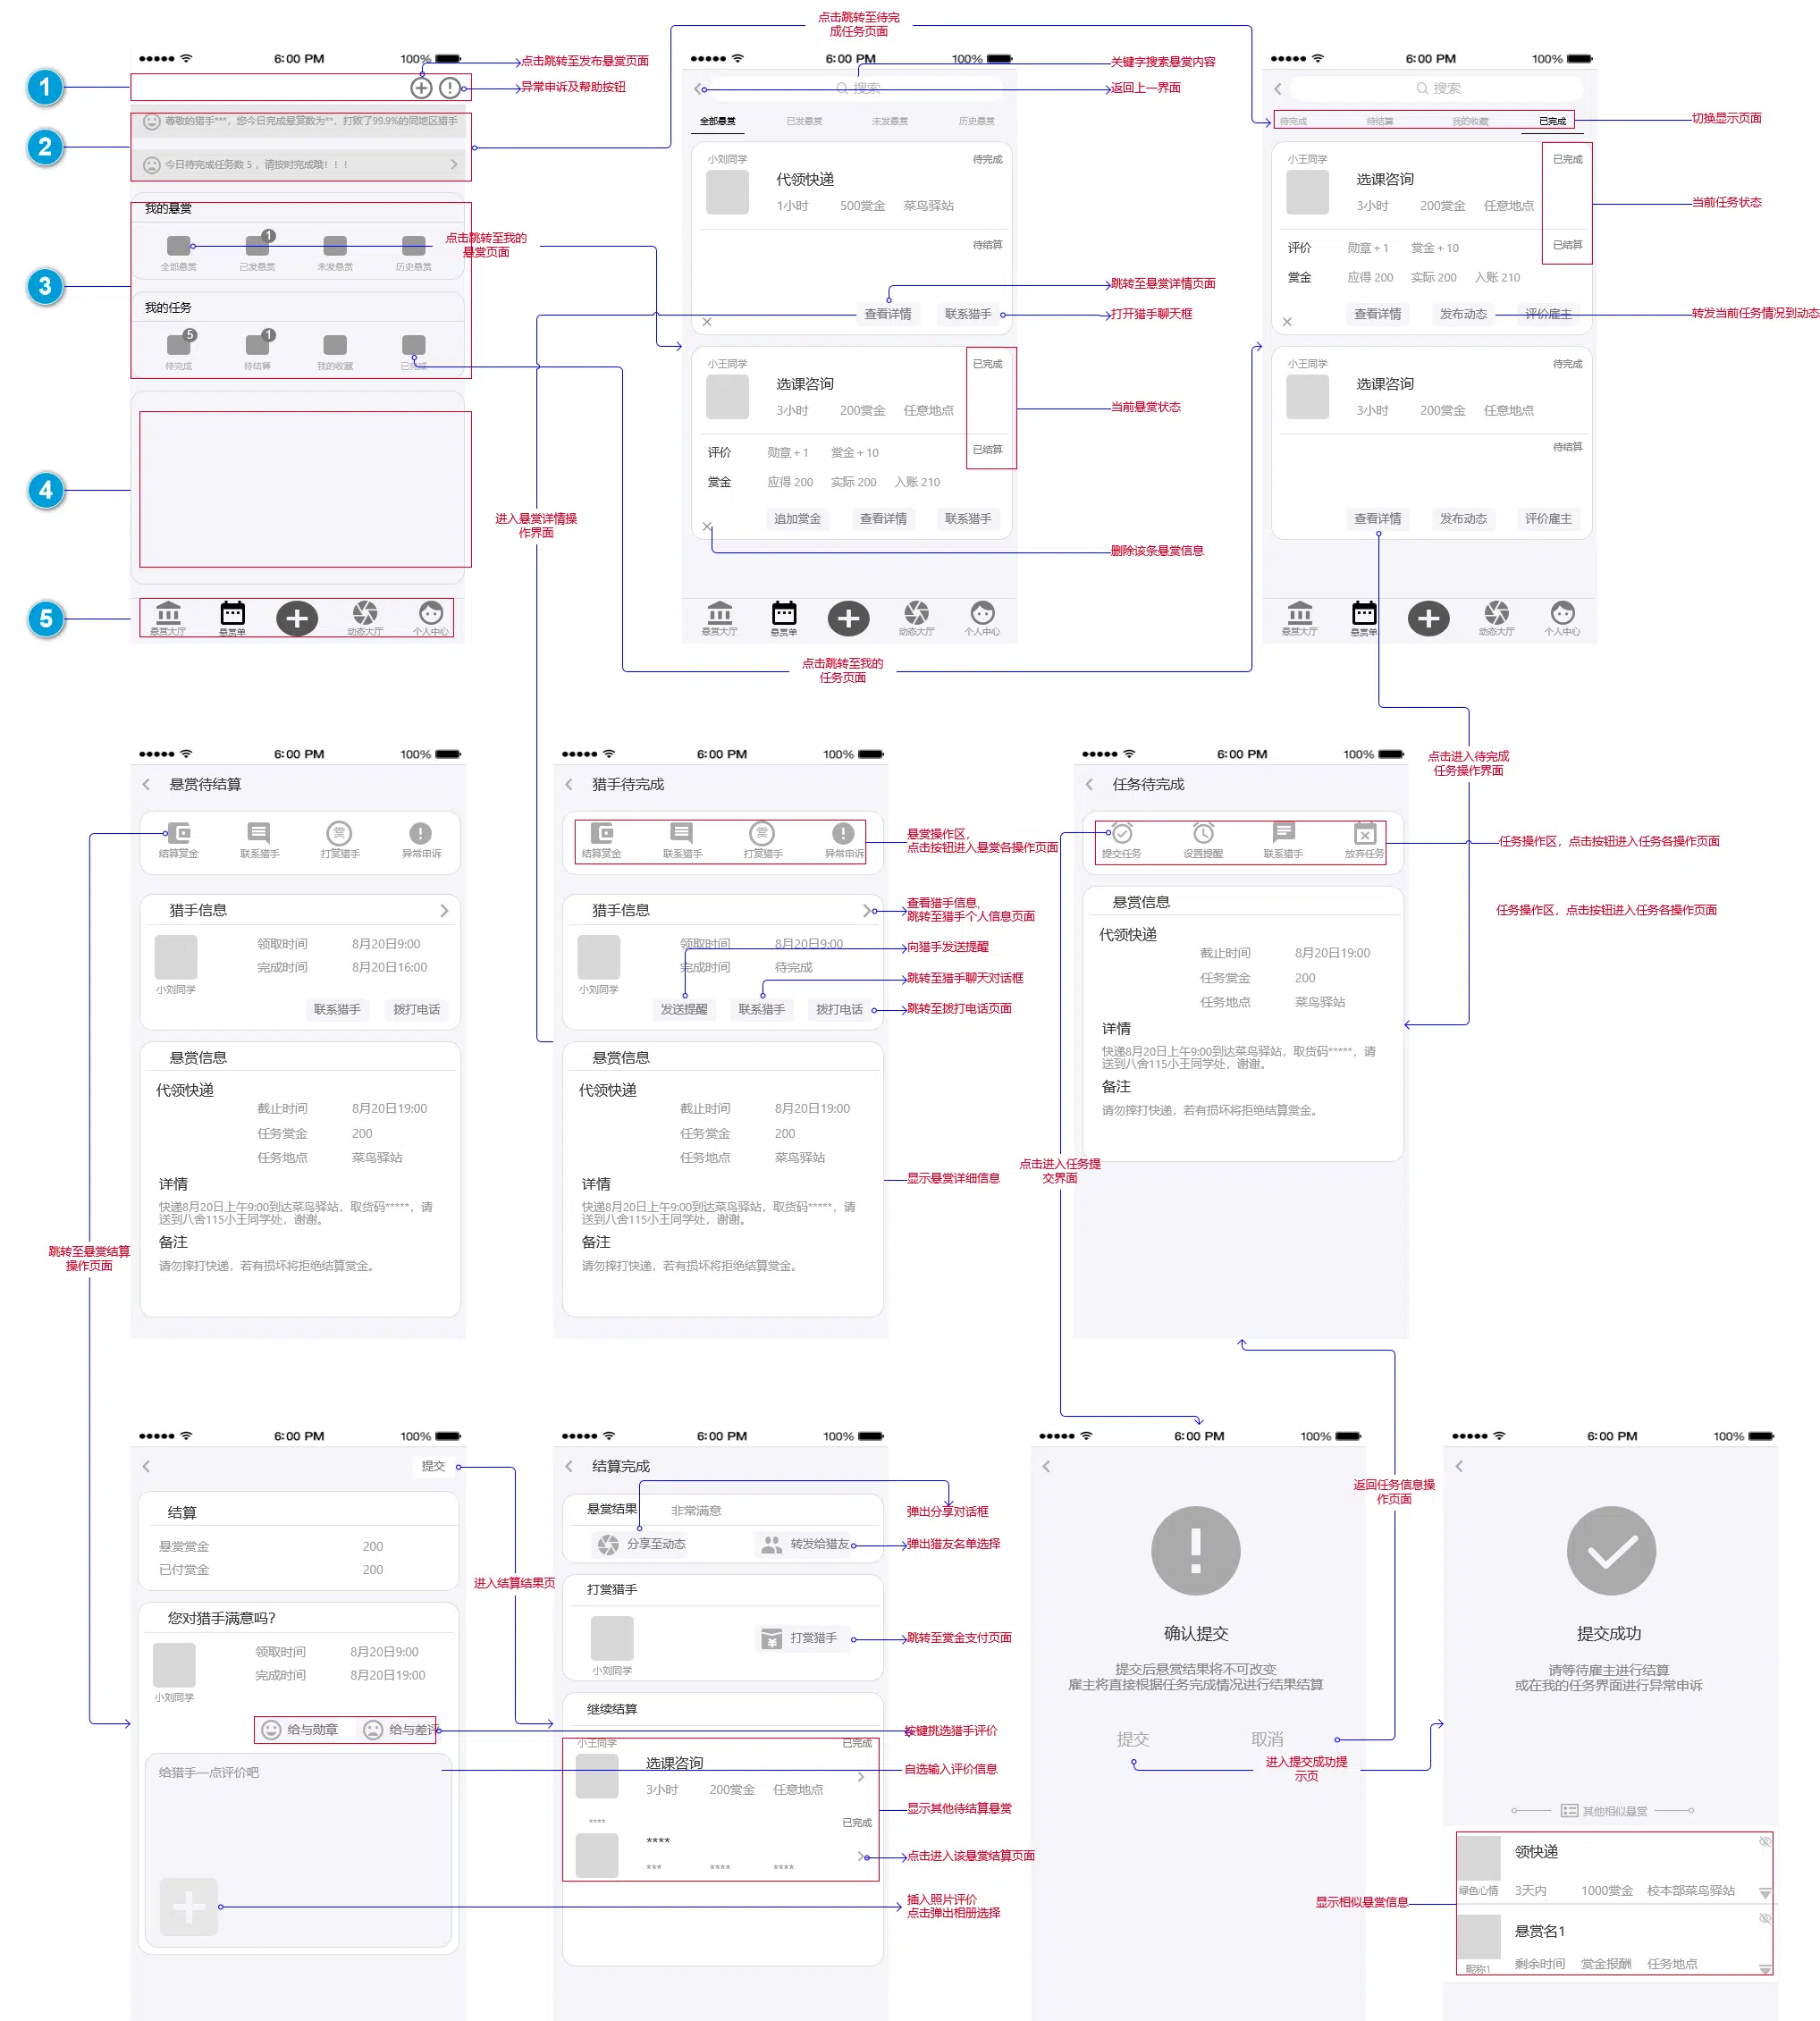 点击跳转至待完
成任务页面
6:00 PM
100%
点击跳转至发布悬赏页面
异常申诉及帮助按钮
1
尊敬的猎手***，您今日完成悬赏数为**，打败了99.9%的同地区猎手
2
今日待完成任务数 5 ，请按时完成哦！！！
3
我的悬赏
1
全部悬赏
已发悬赏
未发悬赏
历史悬赏
点击跳转至我的
悬赏页面
我的任务
5
1
待完成
待结算
我的收藏
已完成
4
5
悬赏大厅
悬赏单
动态大厅
个人中心
6:00 PM
100%
关键字搜索悬赏内容
搜索
返回上一界面
全部悬赏
已发悬赏
未发悬赏
历史悬赏
小刘同学
待完成
代领快递
1小时
500赏金
菜鸟驿站
待结算
跳转至悬赏详情页面
查看详情
联系猎手
打开猎手聊天框
小王同学
已完成
选课咨询
3小时
200赏金
任意地点
当前悬赏状态
已结算
评价
勋章 + 1
赏金 + 10
赏金
应得 200
实际 200
入账 210
追加赏金
查看详情
联系猎手
删除该条悬赏信息
进入悬赏详情操
作界面
悬赏大厅
悬赏单
动态大厅
个人中心
点击跳转至我的
任务页面
6:00 PM
100%
搜索
待完成
待结算
我的收藏
已完成
切换显示页面
小王同学
已完成
选课咨询
3小时
200赏金
任意地点
当前任务状态
已结算
评价
勋章 + 1
赏金 + 10
赏金
应得 200
实际 200
入账 210
查看详情
发布动态
评价雇主
转发当前任务情况到动态
小王同学
待完成
选课咨询
3小时
200赏金
任意地点
待结算
查看详情
发布动态
评价雇主
悬赏大厅
悬赏单
动态大厅
个人中心
点击进入待完成
任务操作界面
6:00 PM
100%
悬赏待结算
结算赏金
联系猎手
赏
打赏猎手
异常申诉
猎手信息
领取时间
8月20日9:00
完成时间
8月20日16:00
小刘同学
联系猎手
拨打电话
悬赏信息
代领快递
截止时间
8月20日19:00
任务赏金
200
任务地点
菜鸟驿站
详情
快递8月20日上午9:00到达菜鸟驿站，取货码*****，请
送到八舍115小王同学处，谢谢。
备注
请勿摔打快递，若有损坏将拒绝结算赏金。
跳转至悬赏结算
操作页面
6:00 PM
100%
猎手待完成
结算赏金
联系猎手
赏
打赏猎手
异常申诉
悬赏操作区，
点击按钮进入悬赏各操作页面
猎手信息
查看猎手信息，
跳转至猎手个人信息页面
领取时间
8月20日9:00
向猎手发送提醒
完成时间
待完成
跳转至猎手聊天对话框
小刘同学
发送提醒
联系猎手
拨打电话
跳转至拨打电话页面
悬赏信息
代领快递
截止时间
8月20日19:00
任务赏金
200
任务地点
菜鸟驿站
显示悬赏详细信息
详情
快递8月20日上午9:00到达菜鸟驿站，取货码*****，请
送到八舍115小王同学处，谢谢。
备注
请勿摔打快递，若有损坏将拒绝结算赏金。
6:00 PM
100%
任务待完成
提交任务
设置提醒
联系猎手
放弃任务
任务操作区，点击按钮进入任务各操作页面
任务操作区，点击按钮进入任务各操作页面
悬赏信息
代领快递
截止时间
8月20日19:00
任务赏金
200
任务地点
菜鸟驿站
详情
快递8月20日上午9:00到达菜鸟驿站，取货码*****，请
送到八舍115小王同学处，谢谢。
备注
请勿摔打快递，若有损坏将拒绝结算赏金。
点击进入任务提
交界面
6:00 PM
100%
提交
结算
悬赏赏金
200
已付赏金
200
您对猎手满意吗？
领取时间
8月20日9:00
完成时间
8月20日19:00
小刘同学
给与勋章
给与差评
给猎手一点评价吧
进入结算结果页
6:00 PM
100%
结算完成
悬赏结果
非常满意
弹出分享对话框
分享至动态
转发给猎友
弹出猎友名单选择
打赏猎手
打赏猎手
跳转至赏金支付页面
小刘同学
继续结算
按键挑选猎手评价
小王同学
已完成
选课咨询
3小时
200赏金
任意地点
自选输入评价信息
显示其他待结算悬赏
****
已完成
****
***
****
****
点击进入该悬赏结算页面
插入照片评价
点击弹出相册选择
6:00 PM
100%
确认提交
提交后悬赏结果将不可改变
雇主将直接根据任务完成情况进行结果结算
提交
取消
进入提交成功提
示页
返回任务信息操
作页面
6:00 PM
100%
提交成功
请等待雇主进行结算
或在我的任务界面进行异常申诉
其他相似悬赏
领快递
绿色心情
3天内
1000赏金
校本部菜鸟驿站
显示相似悬赏信息
悬赏名1
昵称1
剩余时间
赏金报酬
任务地点